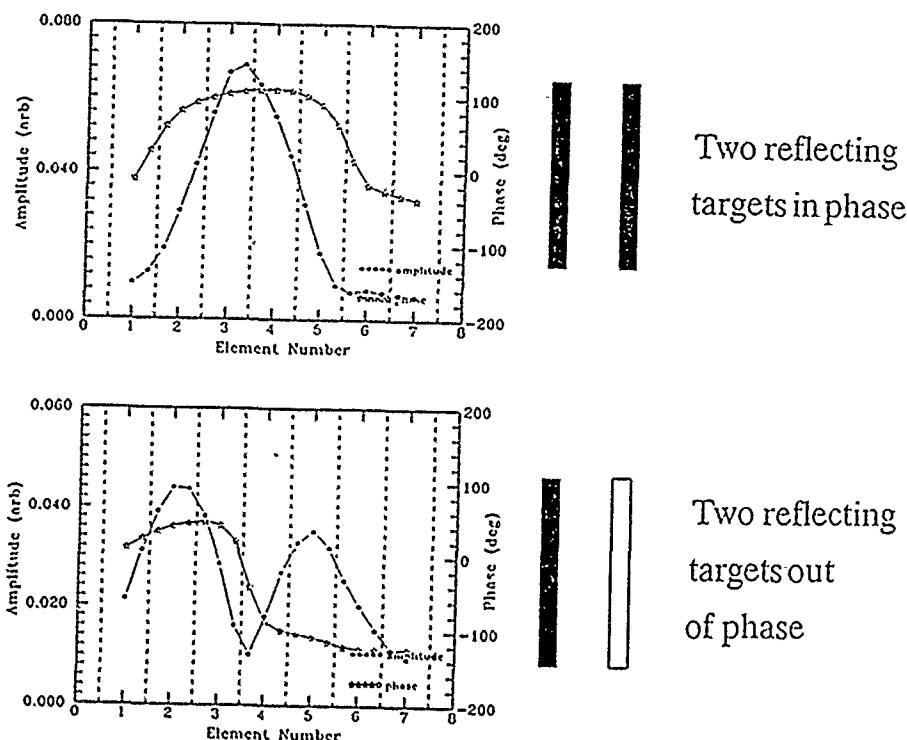 0.080
0.040
0.000
Amplitude (arb)
200
100
0
-100
-200
Phase (deg)
amplitude
0 1 2 3 4 5 6 7 8
Element Number
Two reflecting
targets in phase
0.060
0.040
0.020
0.000
Amplitude (arb)
200
100
0
-100
-200
Phase (deg)
amplitude
phase
0 1 2 3 4 5 6 7 8
Element Number
Two reflecting
targets out
of phase